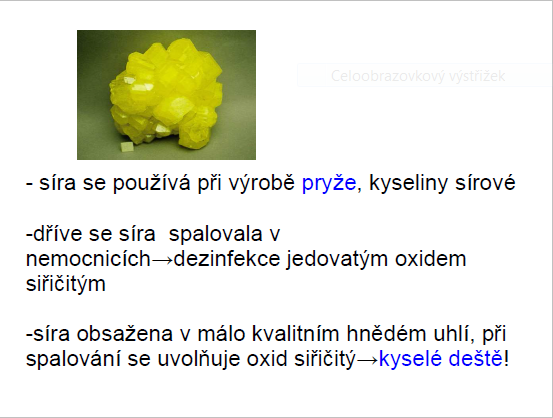 Celoobrazovkový výstřižek
- síra se používá při výrobě pryže, kyseliny sírové
-dříve se síra  spalovala v
nemocnicích→dezinfekce jedovatým oxidem
siřičitým
-síra obsažena v málo kvalitním hnědém uhlí, při
spalování se uvolňuje oxid siřičitý→kyselé deště!